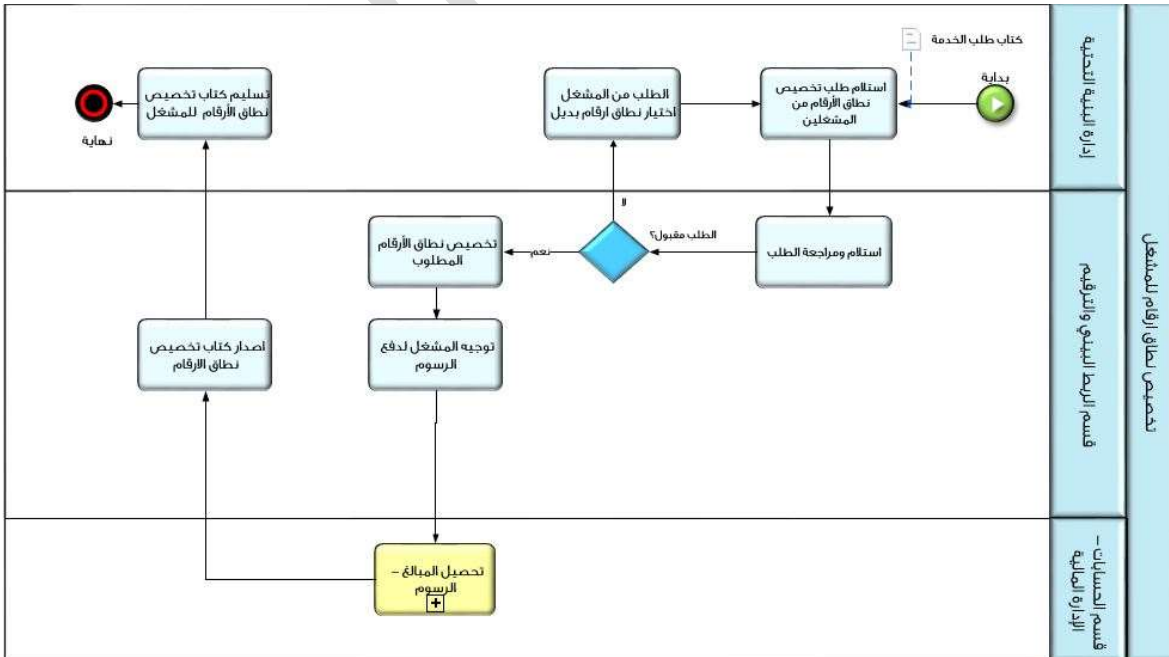 تخصيص نطاق ارقام للمشغل
إدارة البنية التحتية
بداية
كتاب طلب الخدمة
استلام طلب تخصيص
نطاق الأرقام من
المشغلين
الطلب من المشغل
اختيار نطاق ارقام بديل
تسليم كتاب تخصيص
نطاق الأرقام للمشغل
نهاية
قسم الربط البيني والترقيم
استلام ومراجعة الطلب
الطلب مقبول؟
لا
نعم
تخصيص نطاق الأرقام
المطلوب
توجيه المشغل لدفع
الرسوم
اصدار كتاب تخصيص
نطاق الارقام
قسم الحسابات –
الإدارة المالية
تحصيل المبالغ –
الرسوم